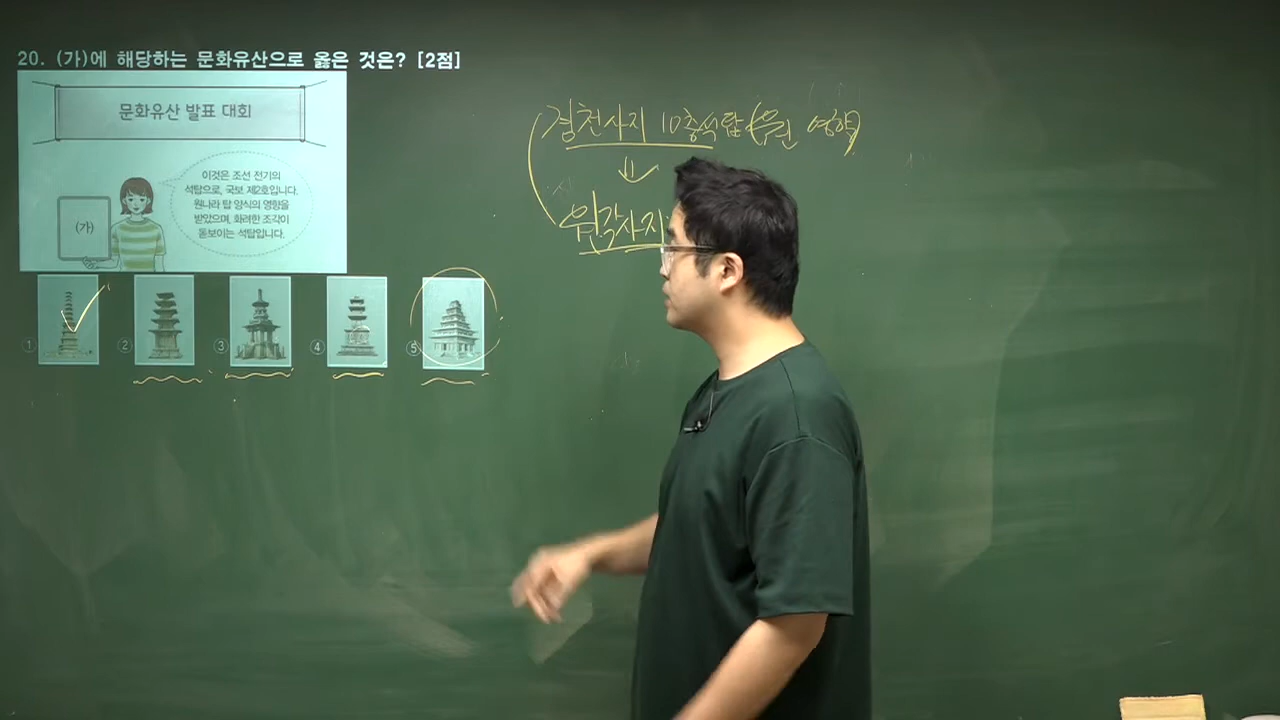 20. (가)에 해당하는 문화유산으로 옳은 것은? [2점]
문화유산 발표 대회
이것은 조선 전기의
석탑으로, 국보 제2호입니다.
원나라 탑 양식의 영향을
받았으며, 화려한 조각이
돋보이는 석탑입니다.
(가)
① ② ③ ④ ⑤
경천사지 10층석탑 (원 영향)
원각사지